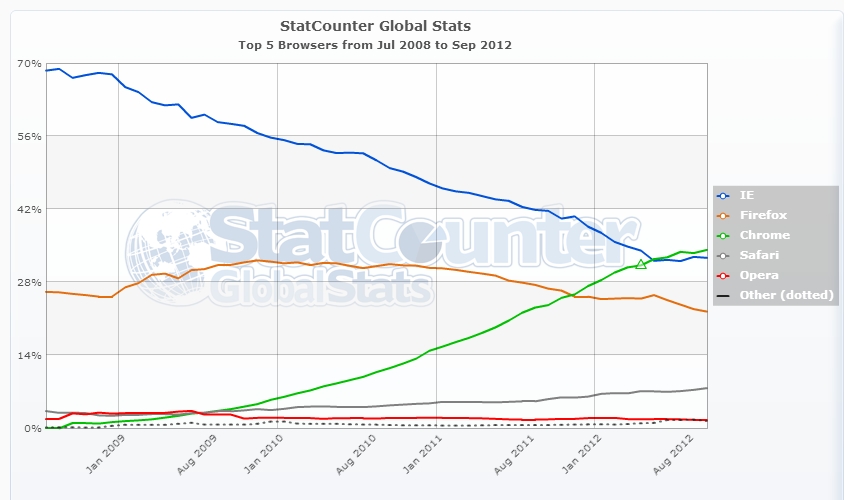 StatCounter Global Stats
Top 5 Browsers from Jul 2008 to Sep 2012
70%
56%
42%
28%
14%
0%
StatCounter
GlobalStats
IE
Firefox
Chrome
Safari
Opera
Other (dotted)
Jan 2009
Aug 2009
Jan 2010
Aug 2010
Jan 2011
Aug 2011
Jan 2012
Aug 2012